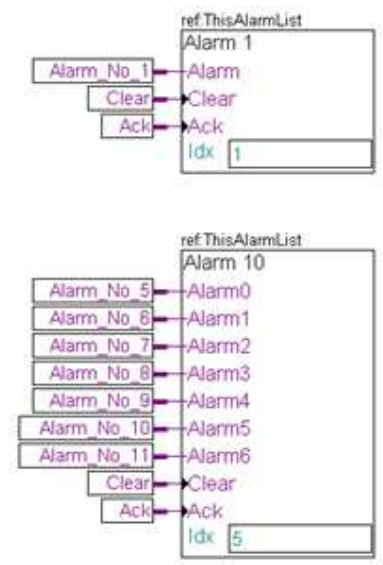 ref:ThisAlarmList
Alarm 1
Alarm_No_1 Alarm
Clear Clear
Ack Ack
Idx 1
ref:ThisAlarmList
Alarm 10
Alarm_No_5 Alarm0
Alarm_No_6 Alarm1
Alarm_No_7 Alarm2
Alarm_No_8 Alarm3
Alarm_No_9 Alarm4
Alarm_No_10 Alarm5
Alarm_No_11 Alarm6
Clear Clear
Ack Ack
Idx 5